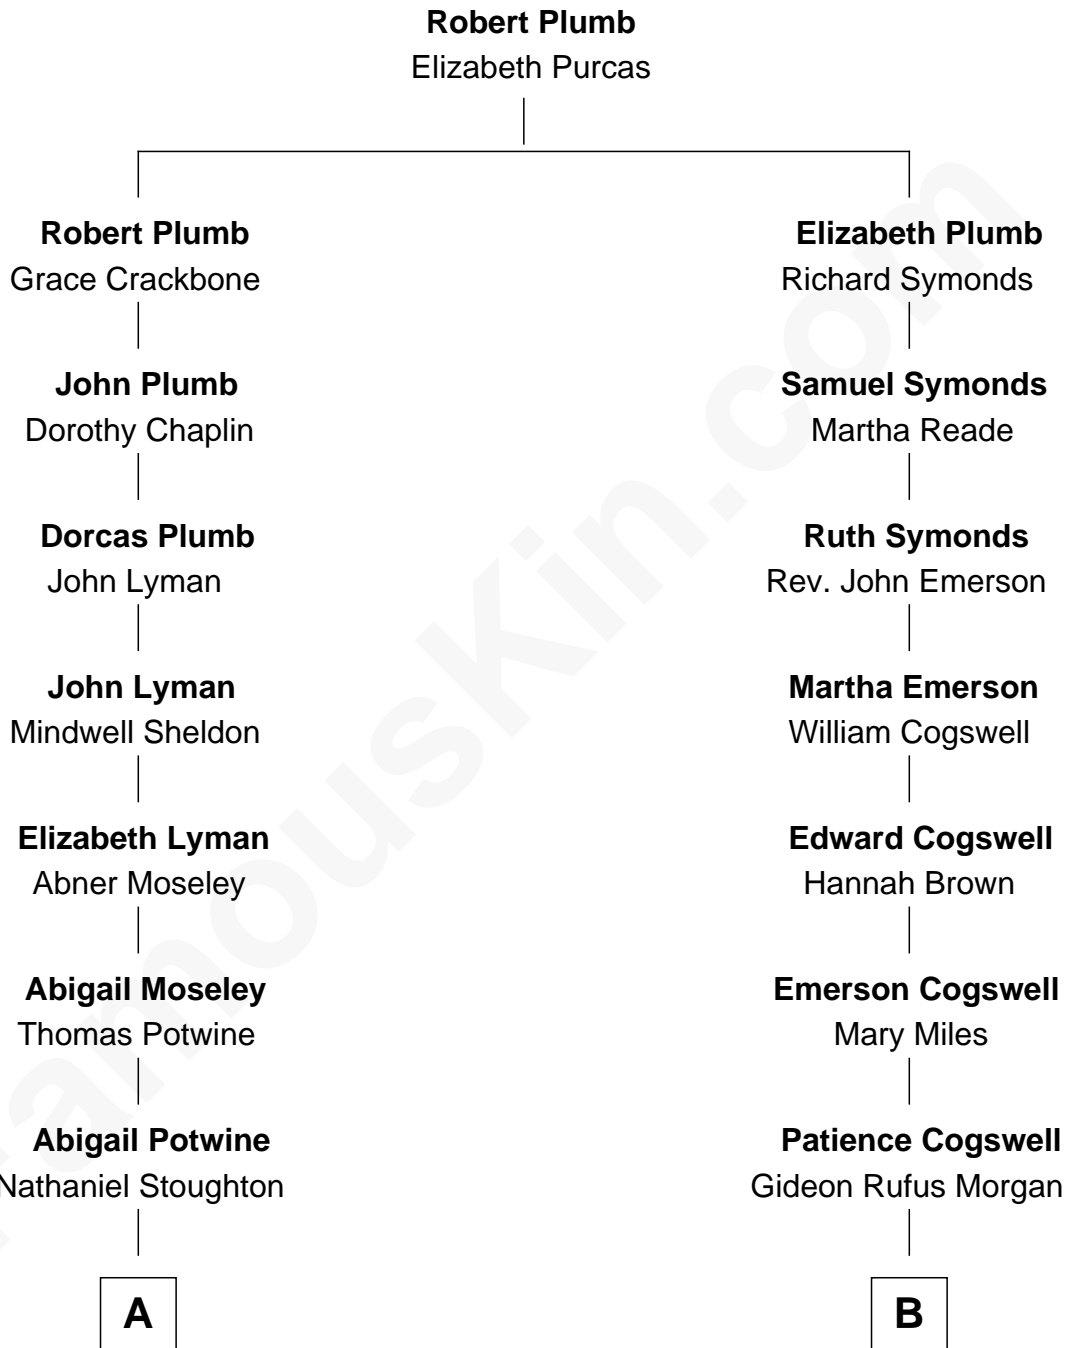 Robert Plumb
Elizabeth Purcas
Robert Plumb
Grace Crackbone
Elizabeth Plumb
Richard Symonds
John Plumb
Dorothy Chaplin
Samuel Symonds
Martha Reade
Dorcas Plumb
John Lyman
Ruth Symonds
Rev. John Emerson
John Lyman
Mindwell Sheldon
Martha Emerson
William Cogswell
Elizabeth Lyman
Abner Moseley
Edward Cogswell
Hannah Brown
Abigail Moseley
Thomas Potwine
Emerson Cogswell
Mary Miles
Abigail Potwine
Nathaniel Stoughton
Patience Cogswell
Gideon Rufus Morgan
A
B
FamousKin.com